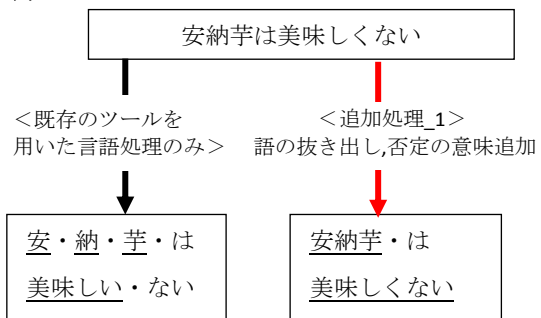 安納芋は美味しくない
＜既存のツールを
用いた言語処理のみ＞
＜追加処理_1＞
語の抜き出し,否定の意味追加
安・納・芋・は
美味しい・ない
安納芋・は
美味しくない